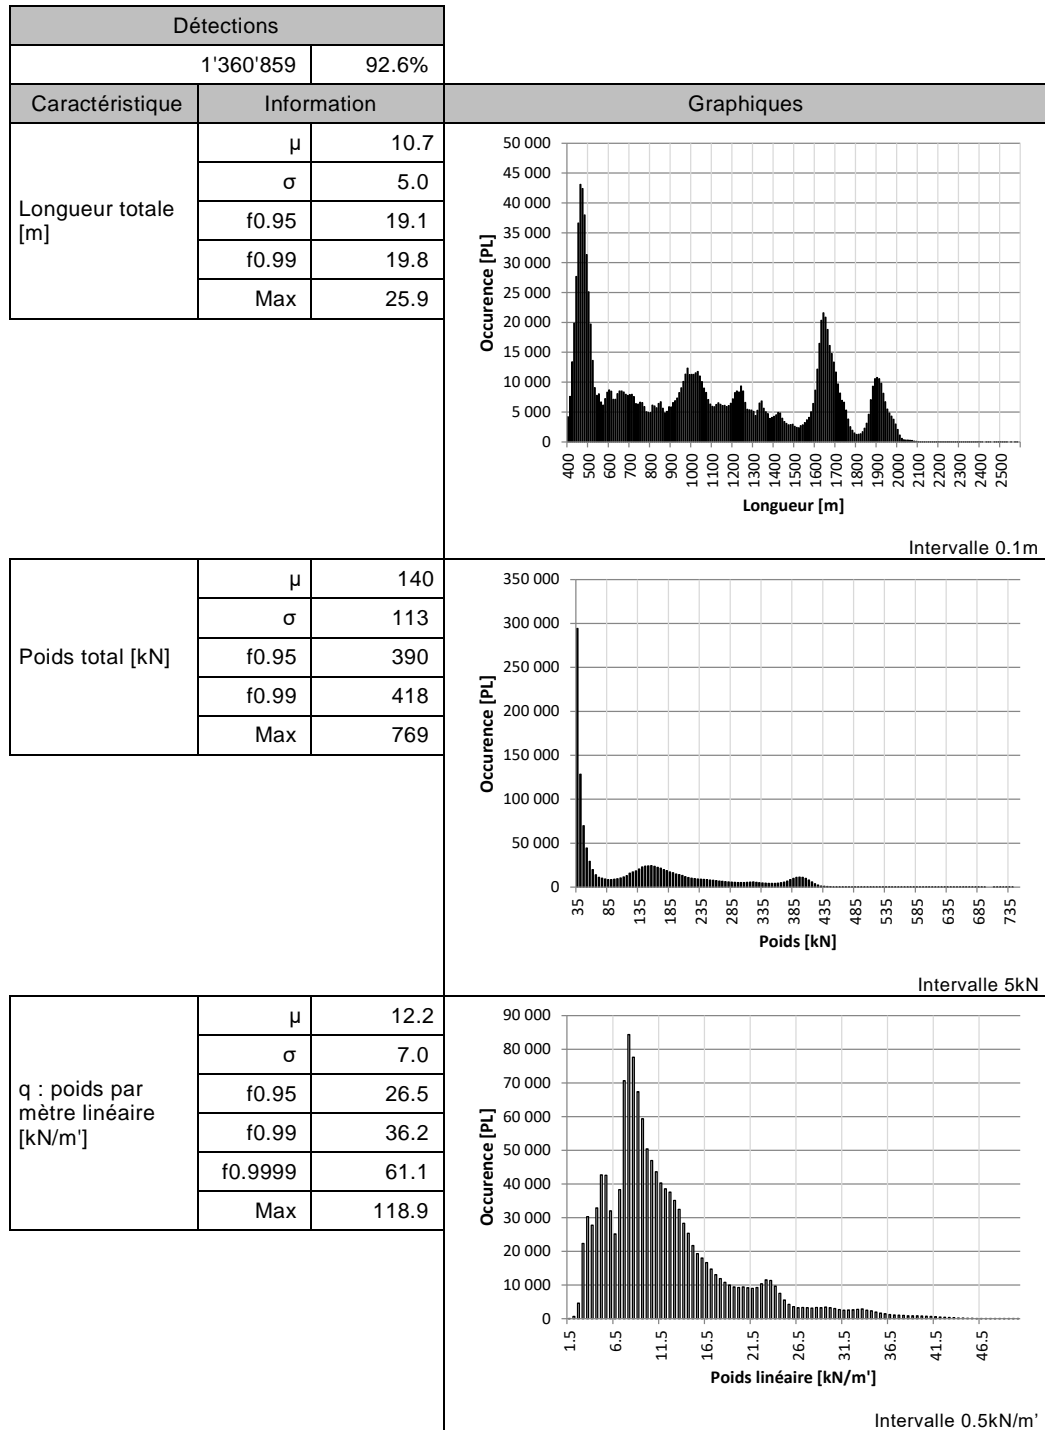 Détections
1'360'859 92.6%
Caractéristique Information Graphiques
Longueur totale
[m]
μ 10.7
σ 5.0
f0.95 19.1
f0.99 19.8
Max 25.9
50 000
45 000
40 000
35 000
30 000
25 000
20 000
15 000
10 000
5 000
0
Occurence [PL]
400 500 600 700 800 900 1000 1100 1200 1300 1400 1500 1600 1700 1800 1900 2000 2100 2200 2300 2400 2500
Longueur [m]
Intervalle 0.1m
Poids total [kN]
μ 140
σ 113
f0.95 390
f0.99 418
Max 769
350 000
300 000
250 000
200 000
150 000
100 000
50 000
0
Occurence [PL]
35 85 135 185 235 285 335 385 435 485 535 585 635 685 735
Poids [kN]
Intervalle 5kN
q : poids par
mètre linéaire
[kN/m']
μ 12.2
σ 7.0
f0.95 26.5
f0.99 36.2
f0.9999 61.1
Max 118.9
90 000
80 000
70 000
60 000
50 000
40 000
30 000
20 000
10 000
0
Occurence [PL]
1.5 6.5 11.5 16.5 21.5 26.5 31.5 36.5 41.5 46.5
Poids linéaire [kN/m']
Intervalle 0.5kN/m’